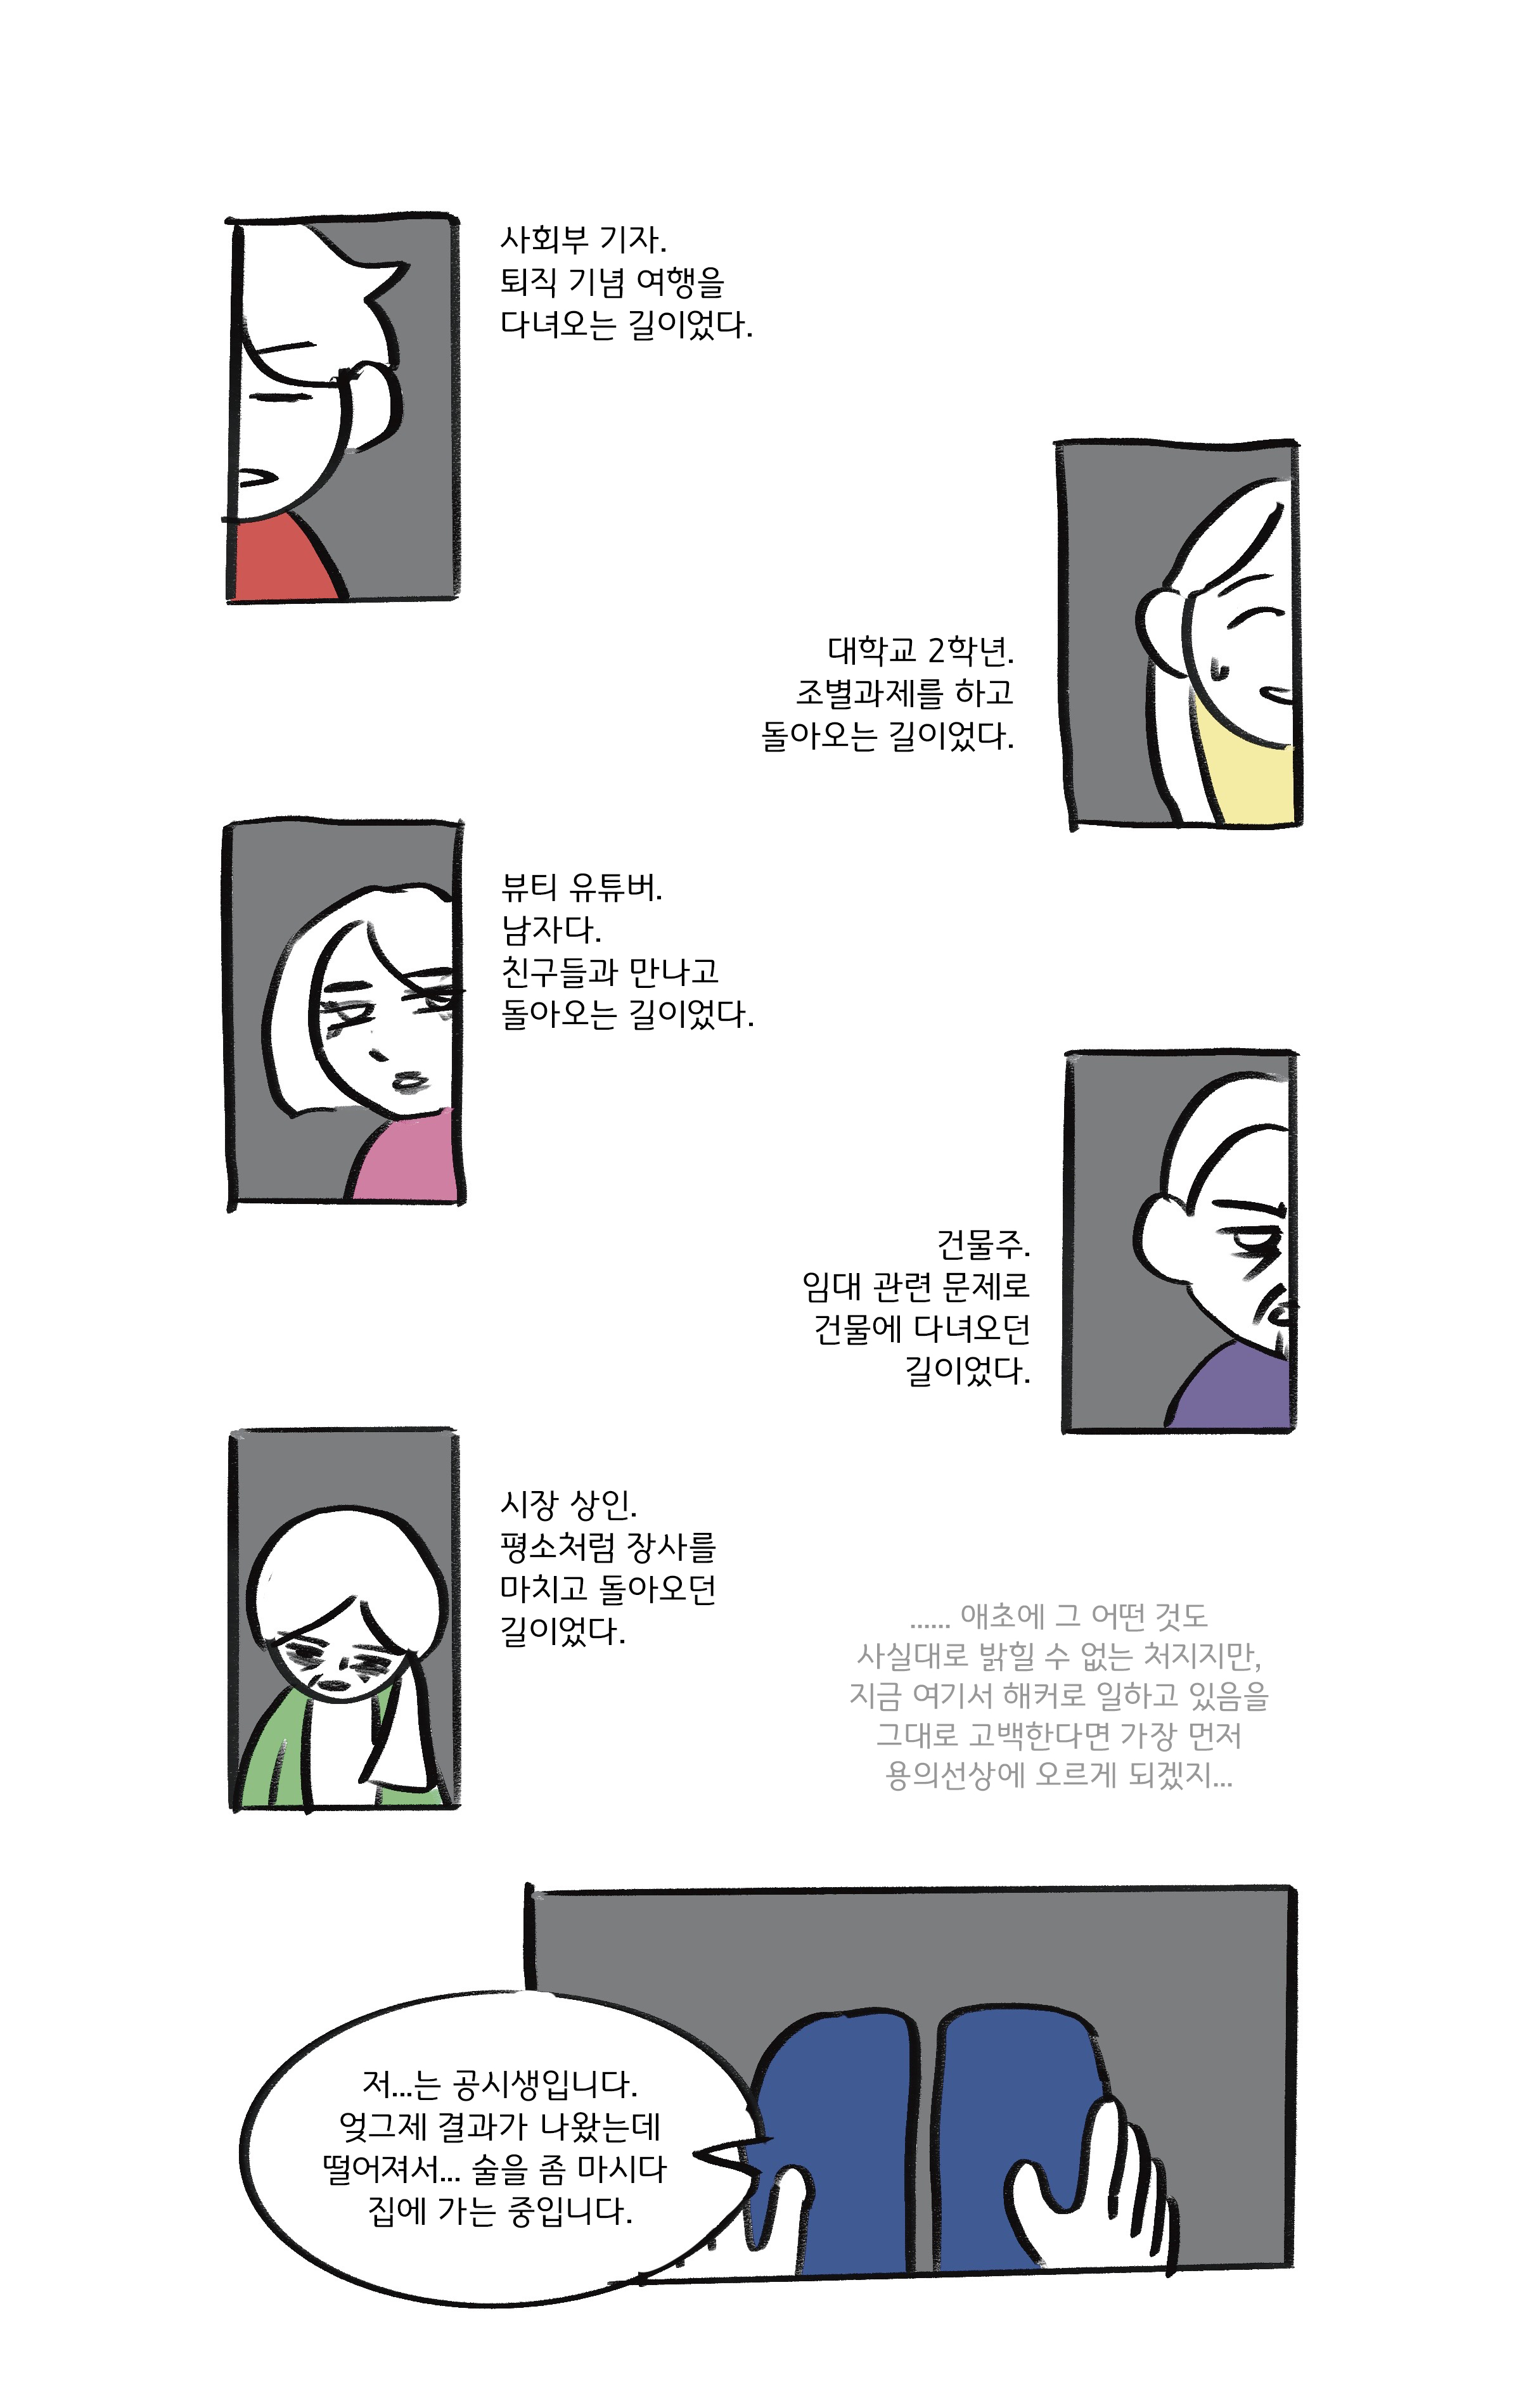 사회부 기자.
퇴직 기념 여행을
다녀오는 길이었다.
대학교 2학년.
조별과제를 하고
돌아오는 길이었다.
뷰티 유튜버.
남자다.
친구들과 만나고
돌아오는 길이었다.
건물주.
임대 관련 문제로
건물에 다녀오던
길이었다.
시장 상인.
평소처럼 장사를
마치고 돌아오던
길이었다.
...... 애초에 그 어떤 것도
사실대로 밝힐 수 없는 처지지만,
지금 여기서 해커로 일하고 있음을
그대로 고백한다면 가장 먼저
용의선상에 오르게 되겠지...
저...는 공시생입니다.
엊그제 결과가 나왔는데
떨어져서... 술을 좀 마시다
집에 가는 중입니다.